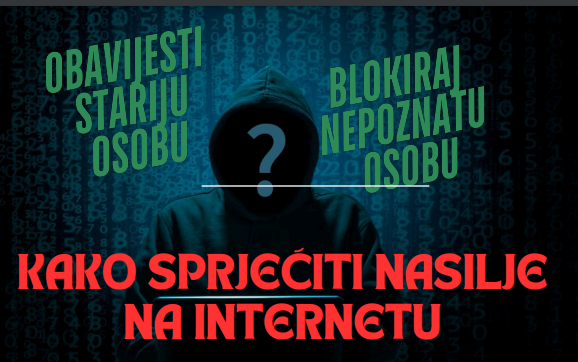 OBAVIJESTI
STARIJU
OSOBU
BLOKIRAJ
NEPOZNATU
OSOBU
?
KAKO SPRJEČITI NASILJE
NA INTERNETU